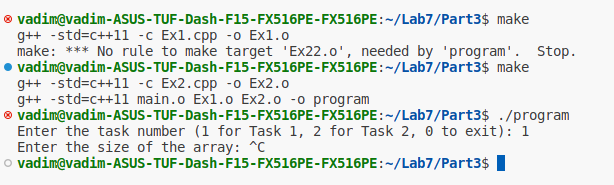 vadim@vadim-ASUS-TUF-Dash-F15-FX516PE-FX516PE:~/Lab7/Part3$ make
g++ -std=c++11 -c Ex1.cpp -o Ex1.o
make: *** No rule to make target 'Ex22.o', needed by 'program'.  Stop.
vadim@vadim-ASUS-TUF-Dash-F15-FX516PE-FX516PE:~/Lab7/Part3$ make
g++ -std=c++11 -c Ex2.cpp -o Ex2.o
g++ -std=c++11 main.o Ex1.o Ex2.o -o program
vadim@vadim-ASUS-TUF-Dash-F15-FX516PE-FX516PE:~/Lab7/Part3$ ./program
Enter the task number (1 for Task 1, 2 for Task 2, 0 to exit): 1
Enter the size of the array: ^C
vadim@vadim-ASUS-TUF-Dash-F15-FX516PE-FX516PE:~/Lab7/Part3$